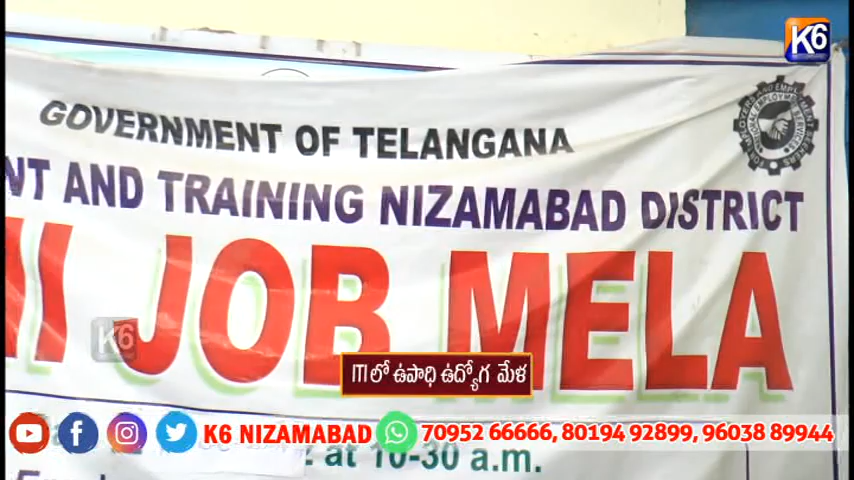 K6
GOVERNMENT OF TELANGANA
NT AND TRAINING NIZAMABAD DISTRICT
JOB MELA
K6
ITI లో ఉపాధి ఉద్యోగ మేళ
K6 NIZAMABAD 70952 66666, 80194 92899, 96038 89944
at 10-30 a.m.